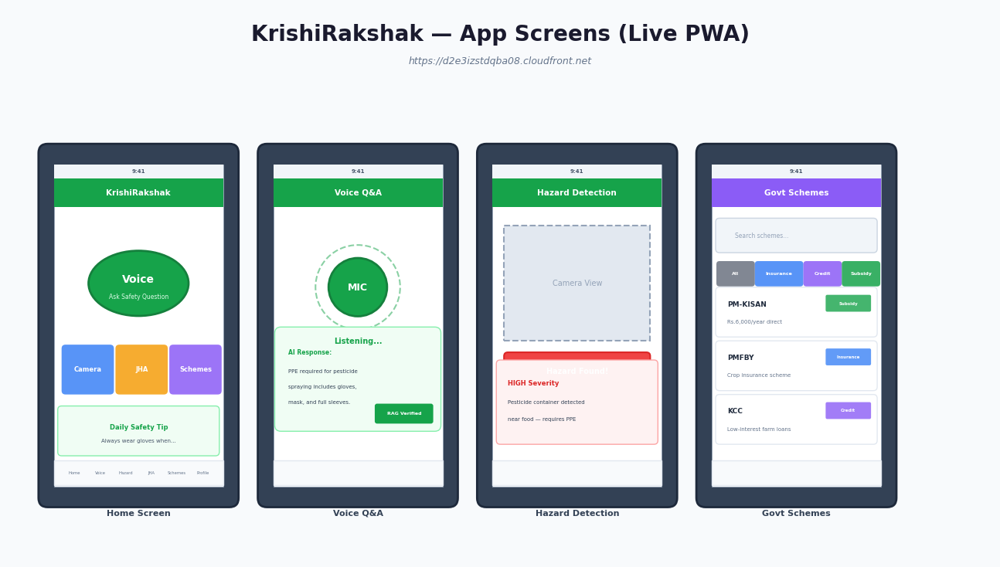 KrishiRakshak — App Screens (Live PWA)
https://d2e3izstdqba08.cloudfront.net
9:41
KrishiRakshak
Voice
Ask Safety Question
Camera
JHA
Schemes
Daily Safety Tip
Always wear gloves when...
Home Voice Hazard JHA Schemes Profile
Home Screen
9:41
Voice Q&A
MIC
Listening...
AI Response:
PPE required for pesticide
spraying includes gloves,
mask, and full sleeves.
RAG Verified
Voice Q&A
9:41
Hazard Detection
Camera View
Hazard Found!
HIGH Severity
Pesticide container detected
near food — requires PPE
Hazard Detection
9:41
Govt Schemes
Search schemes...
All Insurance Credit Subsidy
PM-KISAN
Subsidy
Rs.6,000/year direct
PMFBY
Insurance
Crop insurance scheme
KCC
Credit
Low-interest farm loans
Govt Schemes